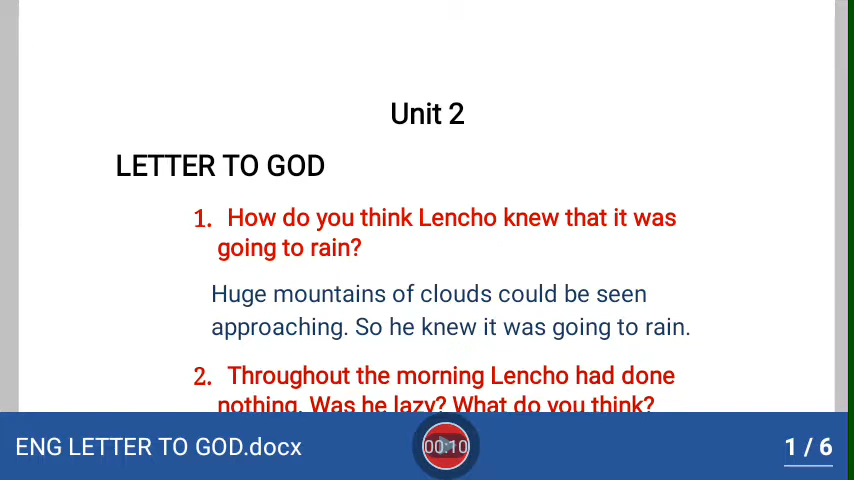 Unit 2
LETTER TO GOD
1. How do you think Lencho knew that it was
going to rain?
Huge mountains of clouds could be seen
approaching. So he knew it was going to rain.
2. Throughout the morning Lencho had done
nothing. Was he lazy? What do you think?
ENG LETTER TO GOD.docx
00:10
1 / 6